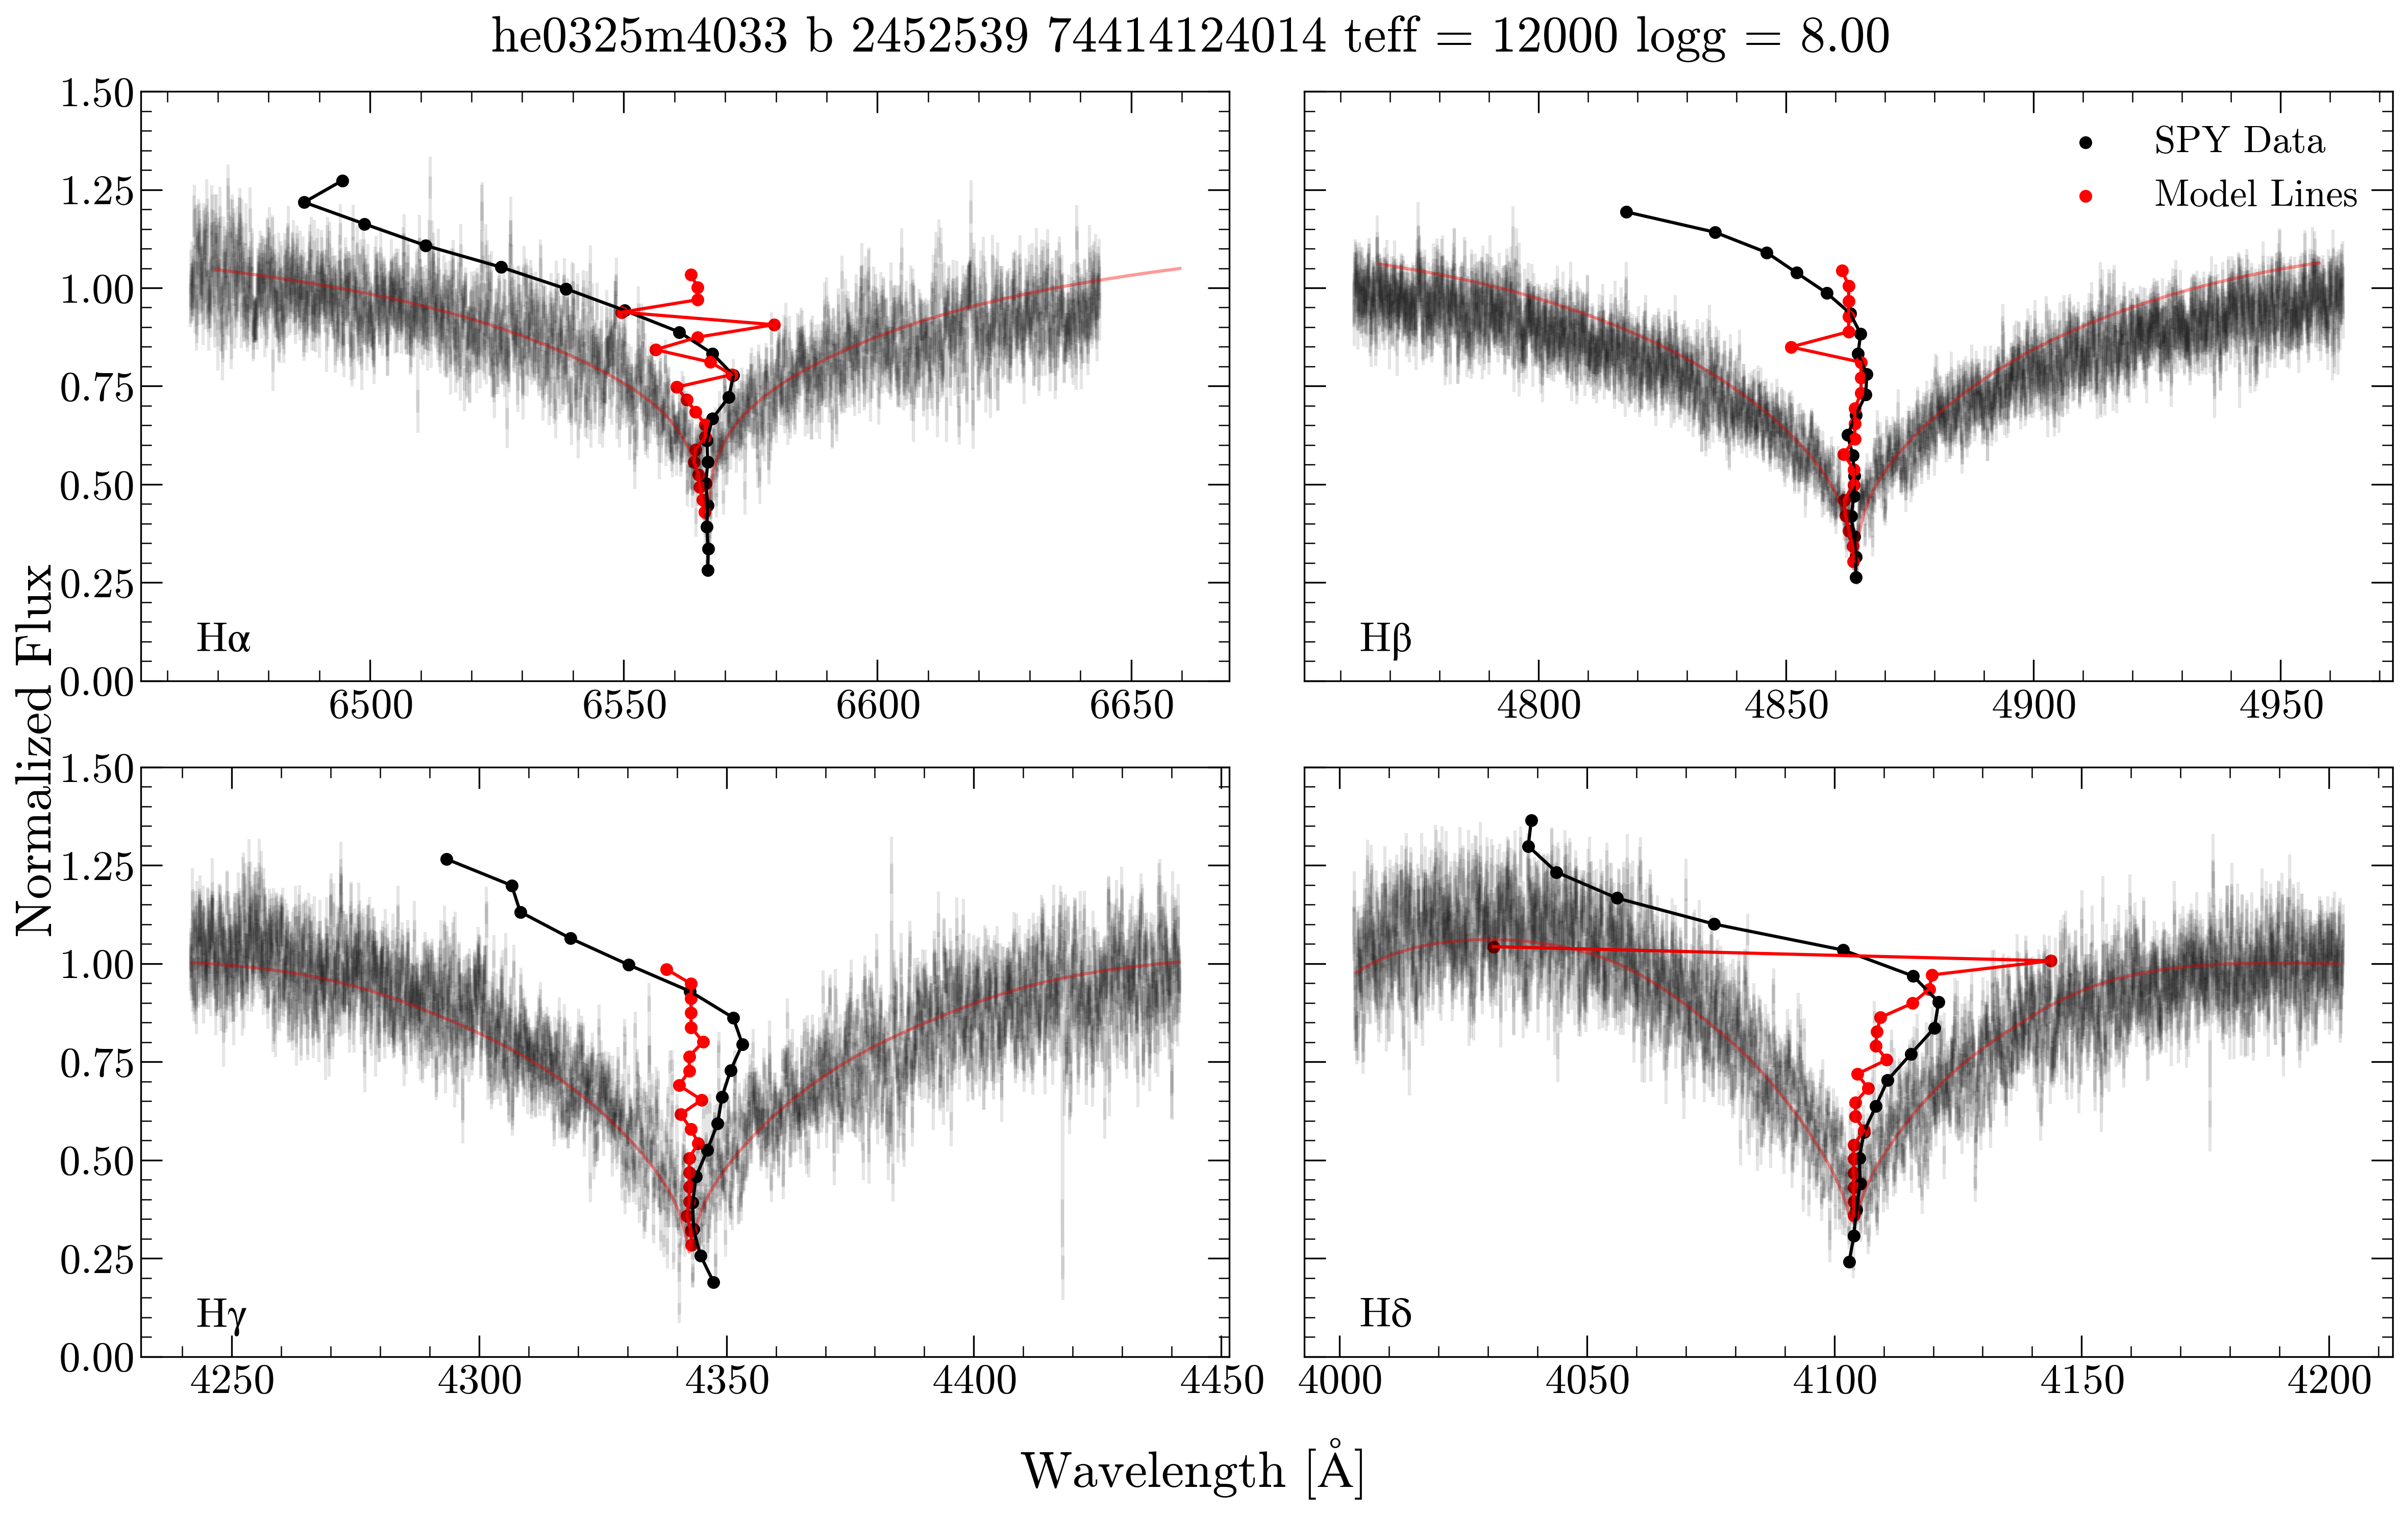 he0325m4033 b 2452539 74414124014 teff = 12000 logg = 8.00
Normalized Flux
1.50
1.25
1.00
0.75
0.50
0.25
0.00
Hα
6500 6550 6600 6650
SPY Data
Model Lines
Hβ
4800 4850 4900 4950
1.50
1.25
1.00
0.75
0.50
0.25
0.00
Hγ
4250 4300 4350 4400 4450
Hδ
4000 4050 4100 4150 4200
Wavelength [Å]